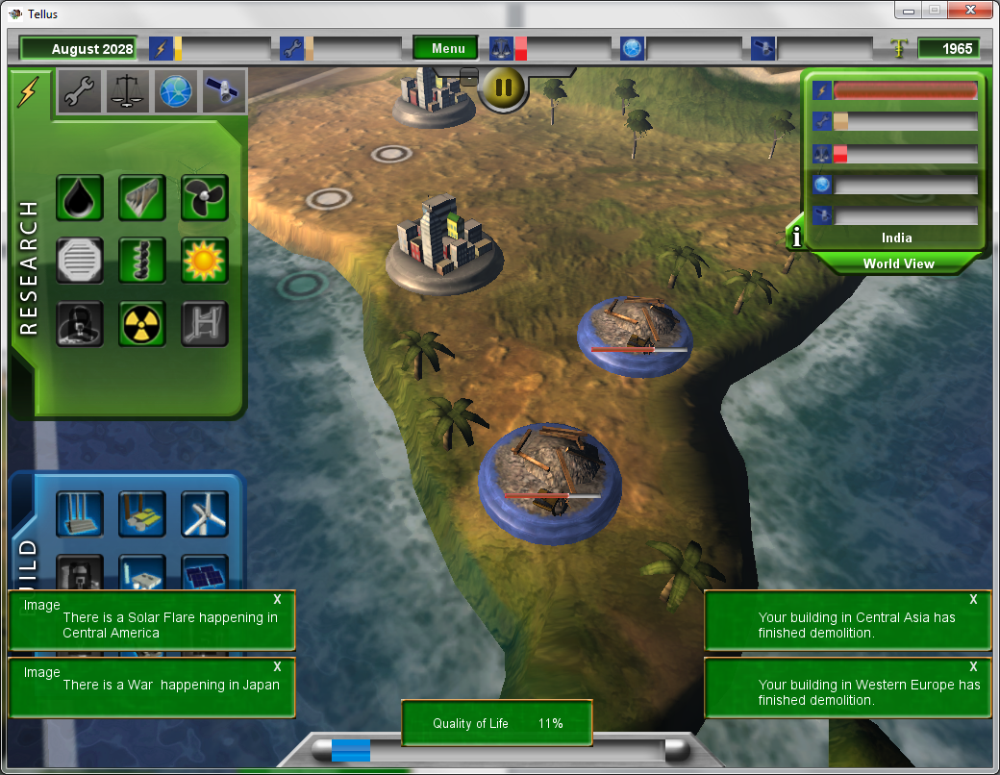 Tellus
August 2028
Menu
1965
RESEARCH
India
i
World View
UILD
Image
There is a Solar Flare happening in
Central America
X
Image
There is a War  happening in Japan
X
Your building in Central Asia has
finished demolition.
X
Your building in Western Europe has
finished demolition.
X
Quality of Life 11%